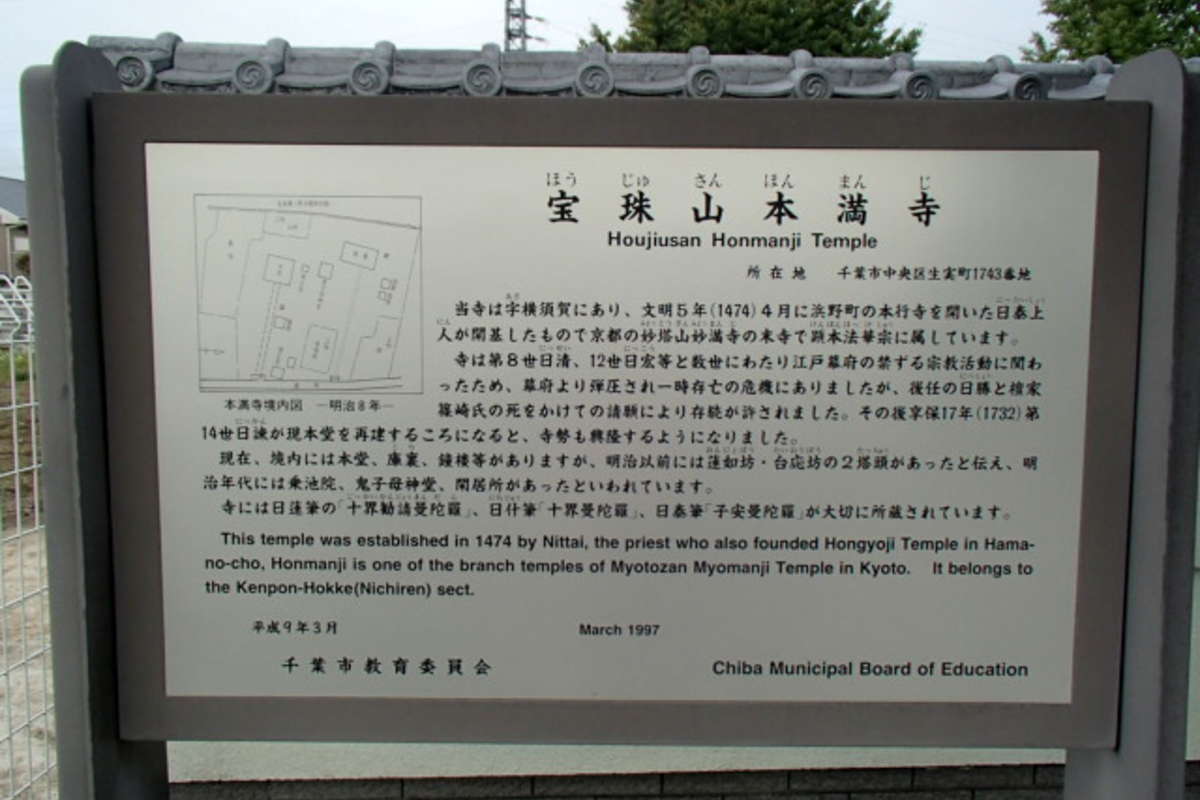 ほう じゅ さん ほん まん じ
宝珠山本満寺
Houjiusan Honmanji Temple
所在地 千葉市中央区生実町1743番地
当寺は字横須賀にあり、文明5年(1474)4月に浜野町の本行寺を開いた日泰上
人が開基したもので京都の妙塔山妙満寺の末寺で顕本法華宗に属しています。
寺は第8世日清、12世日宏等と数世にわたり江戸幕府の禁ずる宗教活動に関わ
ったため、幕府より弾圧され一時存亡の危機にありましたが、後任の日勝と檀家
篠崎氏の死をかけての請願により存続が許されました。その後享保17年(1732)第
14世日諌が現本堂を再建するころになると、寺勢も興隆するようになりました。
現在、境内には本堂、庫裏、鐘楼等がありますが、明治以前には蓮如坊・台応坊の2塔頭があったと伝え、明
治年代には乗池院、鬼子母神堂、閑居所があったといわれています。
寺には日蓮筆の「十界勧請曼陀羅」、日什筆「十界曼陀羅」、日泰筆「子安曼陀羅」が大切に所蔵されています。
本満寺境内図 ―明治8年―
This temple was established in 1474 by Nittai, the priest who also founded Hongyoji Temple in Hama-
no-cho, Honmanji is one of the branch temples of Myotozan Myomanji Temple in Kyoto. It belongs to
the Kenpon-Hokke(Nichiren) sect.
平成9年3月 March 1997
千葉市教育委員会 Chiba Municipal Board of Education